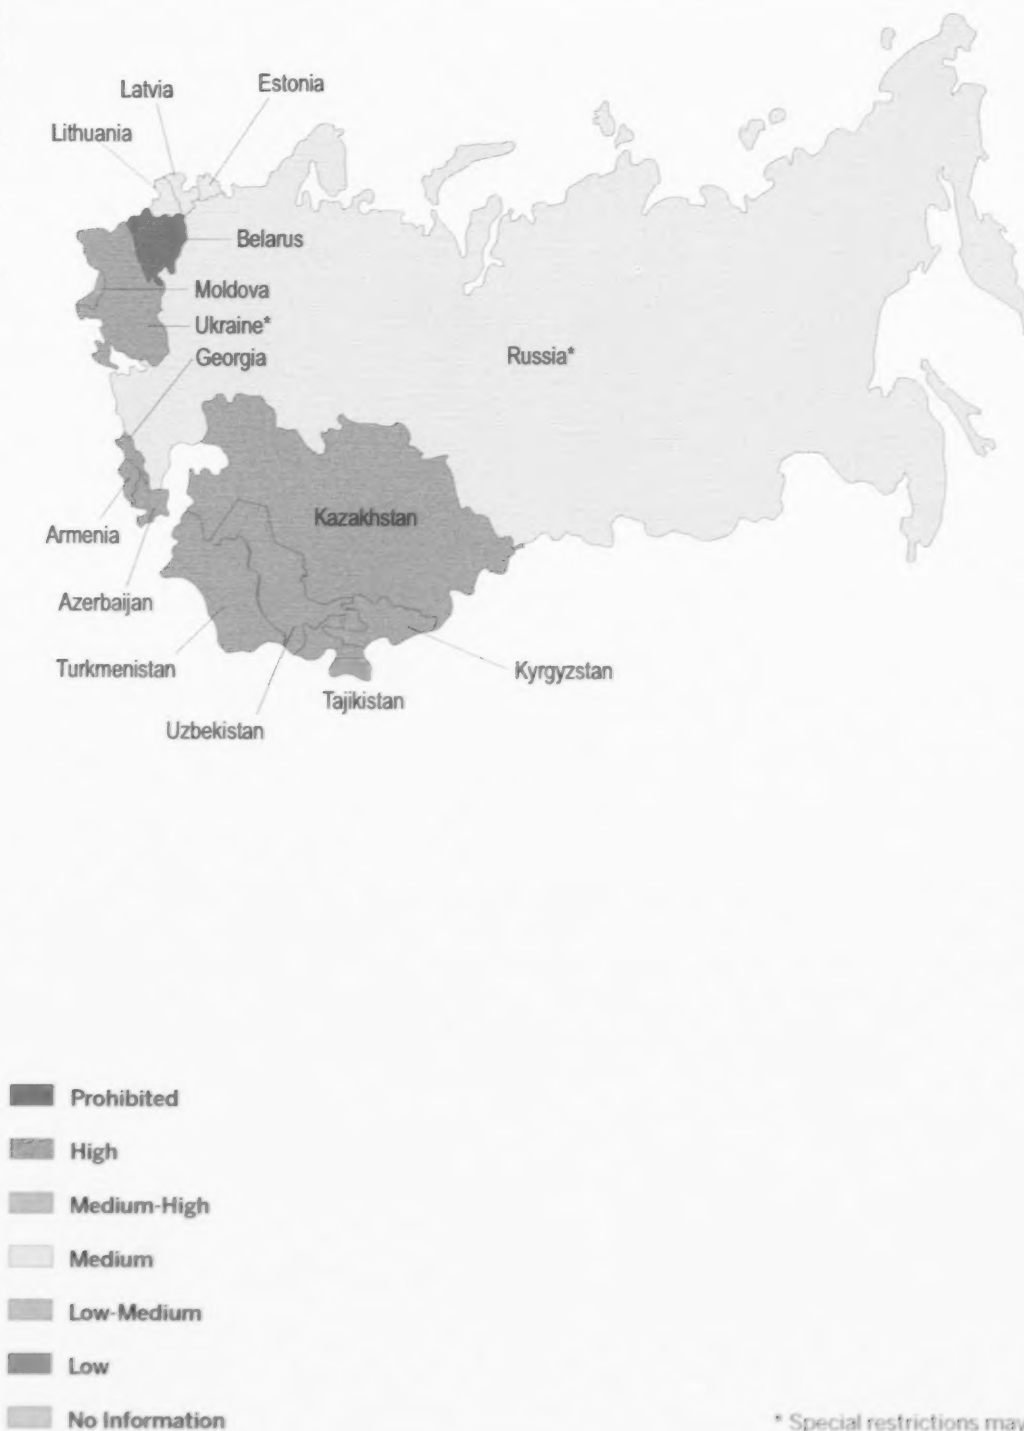 Latvia
Estonia
Lithuania
Belarus
Moldova
Ukraine*
Georgia
Russia*
Kazakhstan
Armenia
Azerbaijan
Turkmenistan
Kyrgyzstan
Tajikistan
Uzbekistan
Prohibited
High
Medium-High
Medium
Low-Medium
Low
No Information
* Special restrictions may